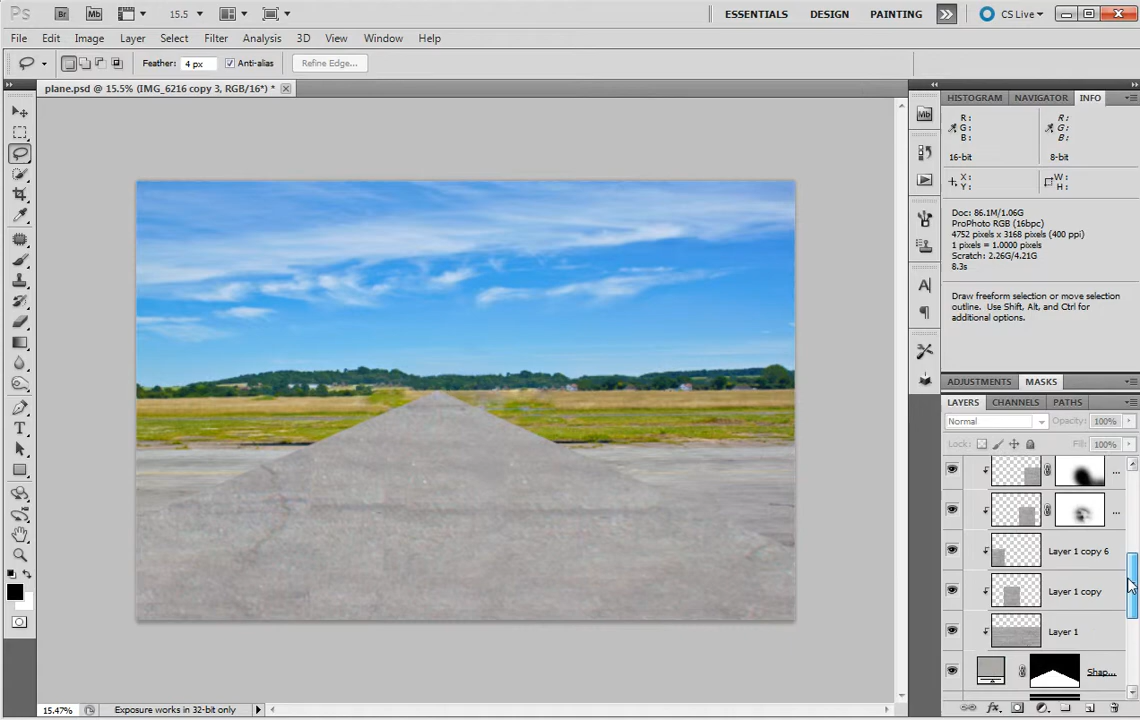 Ps Br Mb 15.5 ESSENTIALS DESIGN PAINTING CS Live
File Edit Image Layer Select Filter Analysis 3D View Window Help
Feather: 4 px Anti-alias Refine Edge...
plane.psd @ 15.5% (IMG_6216 copy 3, RGB/16*) *
HISTOGRAM NAVIGATOR INFO
Mb
R: R:
G: G:
B: B:
16-bit 8-bit
X: W:
Y: H:
Doc: 86.1M/1.06G
ProPhoto RGB (16bpc)
4752 pixels x 3168 pixels (400 ppi)
1 pixels = 1.0000 pixels
Scratch: 2.26G/4.21G
8.3s
Draw freeform selection or move selection
outline. Use Shift, Alt, and Ctrl for
additional options.
ADJUSTMENTS MASKS
LAYERS CHANNELS PATHS
Normal Opacity: 100%
Lock: Fill: 100%
...
...
Layer 1 copy 6
Layer 1 copy
Layer 1
Shap...
15.47% Exposure works in 32-bit only
fx